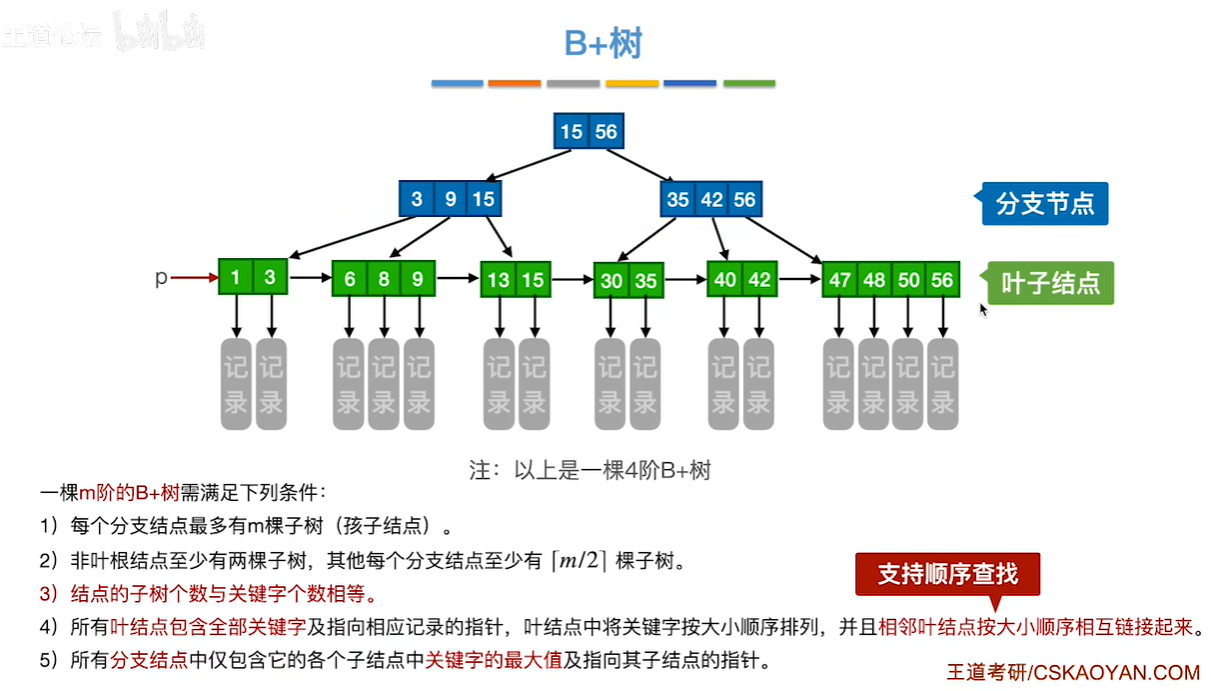 王道论坛 bilibili
B+树
15 56
3 9 15
35 42 56
分支节点
p
1 3
6 8 9
13 15
30 35
40 42
47 48 50 56
叶子结点
记录 记录 记录 记录 记录 记录 记录 记录 记录 记录 记录 记录 记录 记录 记录
注：以上是一棵4阶B+树
一棵m阶的B+树需满足下列条件：
1）每个分支结点最多有m棵子树（孩子结点）。
2）非叶根结点至少有两棵子树，其他每个分支结点至少有 ⌈m/2⌉ 棵子树。
3）结点的子树个数与关键字个数相等。
支持顺序查找
4）所有叶结点包含全部关键字及指向相应记录的指针，叶结点中将关键字按大小顺序排列，并且相邻叶结点按大小顺序相互链接起来。
5）所有分支结点中仅包含它的各个子结点中关键字的最大值及指向其子结点的指针。
王道考研/CSKAOYAN.COM